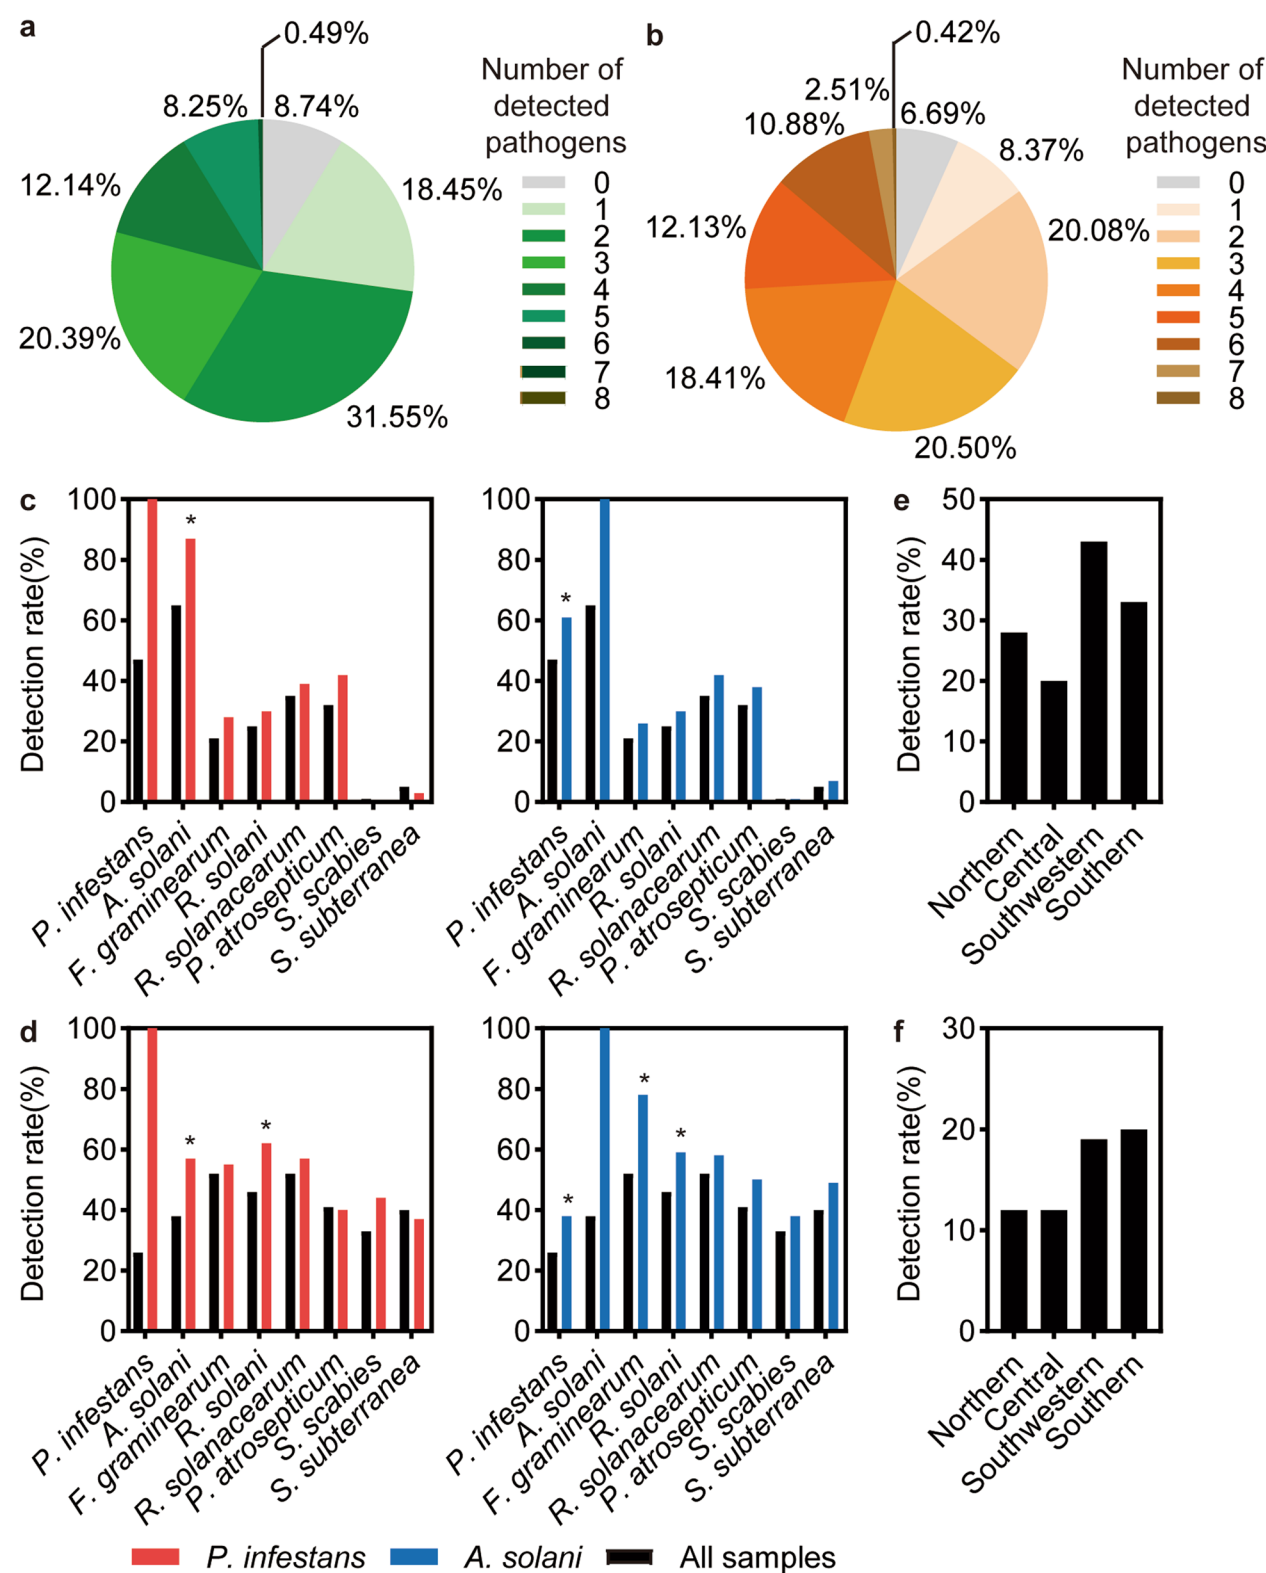 a
0.49%
8.25%
8.74%
12.14%
18.45%
20.39%
31.55%
Number of
detected
pathogens
0
1
2
3
4
5
6
7
8
b
0.42%
2.51%
6.69%
10.88%
8.37%
12.13%
20.08%
18.41%
20.50%
Number of
detected
pathogens
0
1
2
3
4
5
6
7
8
c
Detection rate(%)
100
80
60
40
20
0
*
P. infestans
A. solani
F. graminearum
R. solani
R. solanacearum
P. atrosepticum
S. scabies
S. subterranea
100
80
60
40
20
0
*
P. infestans
A. solani
F. graminearum
R. solani
R. solanacearum
P. atrosepticum
S. scabies
S. subterranea
e
Detection rate(%)
50
40
30
20
10
0
Northern
Central
Southwestern
Southern
d
Detection rate(%)
100
80
60
40
20
0
*
*
P. infestans
A. solani
F. graminearum
R. solani
R. solanacearum
P. atrosepticum
S. scabies
S. subterranea
100
80
60
40
20
0
*
*
*
P. infestans
A. solani
F. graminearum
R. solani
R. solanacearum
P. atrosepticum
S. scabies
S. subterranea
f
Detection rate(%)
30
20
10
0
Northern
Central
Southwestern
Southern
P. infestans A. solani All samples